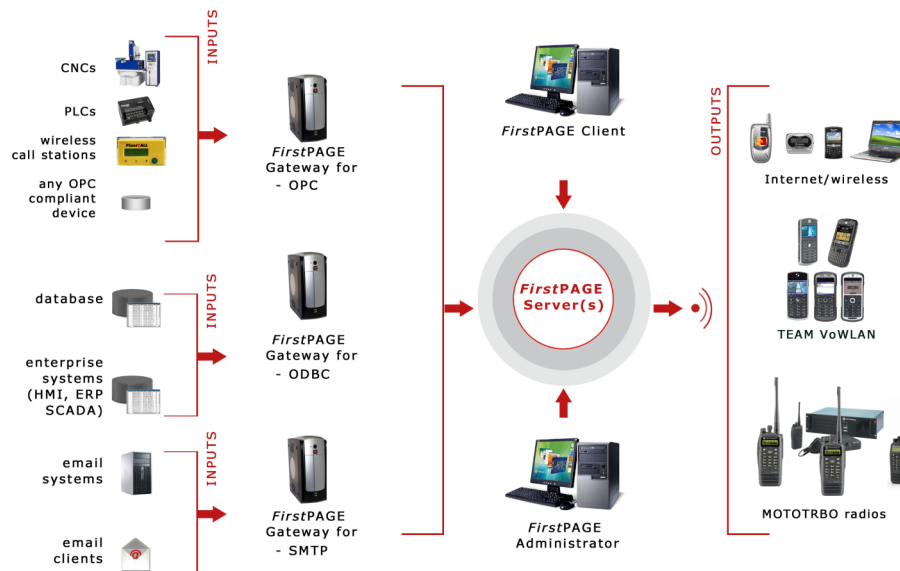 INPUTS
CNCs
PLCs
wireless
call stations
any OPC
compliant
device
FirstPAGE
Gateway for
- OPC
INPUTS
database
enterprise
systems
(HMI, ERP
SCADA)
FirstPAGE
Gateway for
- ODBC
INPUTS
email
systems
email
clients
FirstPAGE
Gateway for
- SMTP
FirstPAGE Client
FirstPAGE
Server(s)
FirstPAGE
Administrator
OUTPUTS
Internet/wireless
TEAM VoWLAN
MOTOTRBO radios